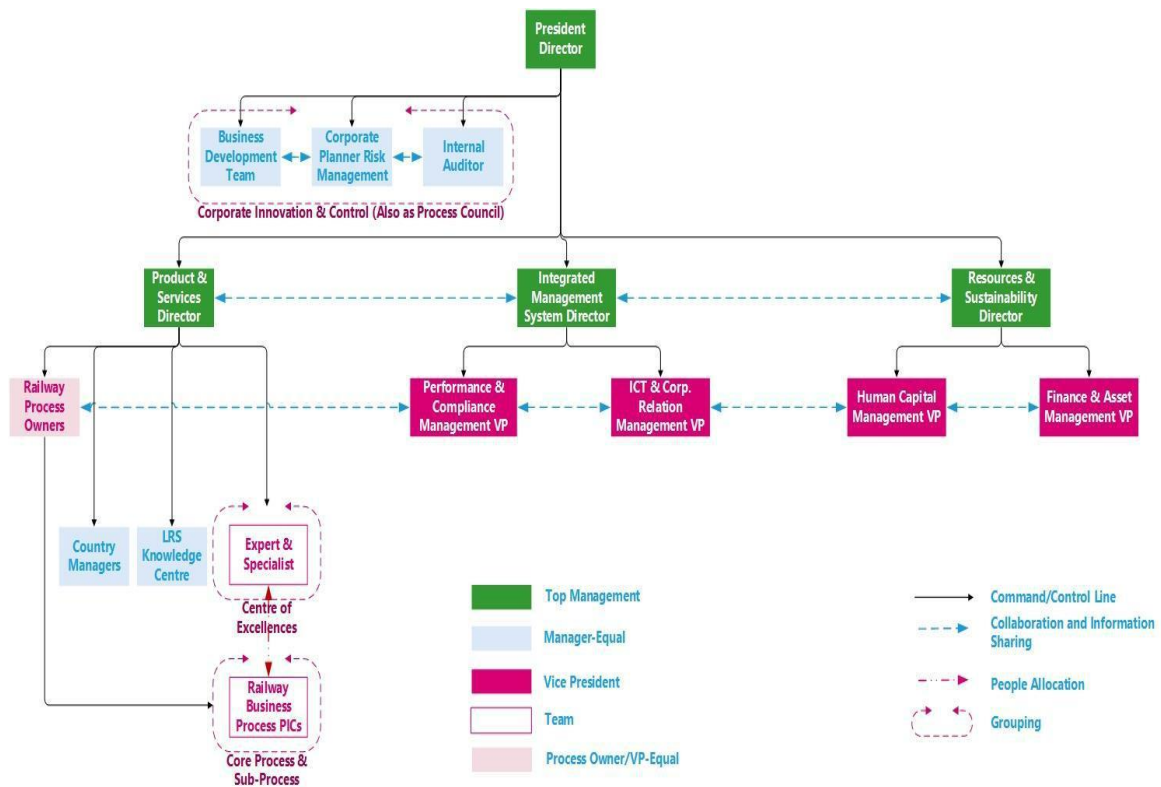 President
Director
Business
Development
Team
Corporate
Planner Risk
Management
Internal
Auditor
Corporate Innovation & Control (Also as Process Council)
Product &
Services
Director
Integrated
Management
System Director
Resources &
Sustainability
Director
Railway
Process
Owners
Performance &
Compliance
Management VP
ICT & Corp.
Relation
Management VP
Human Capital
Management VP
Finance & Asset
Management VP
Country
Managers
LRS
Knowledge
Centre
Expert &
Specialist
Centre of
Excellences
Railway
Business
Process PICs
Core Process &
Sub-Process
Top Management
Manager-Equal
Vice President
Team
Process Owner/VP-Equal
Command/Control Line
Collaboration and Information
Sharing
People Allocation
Grouping